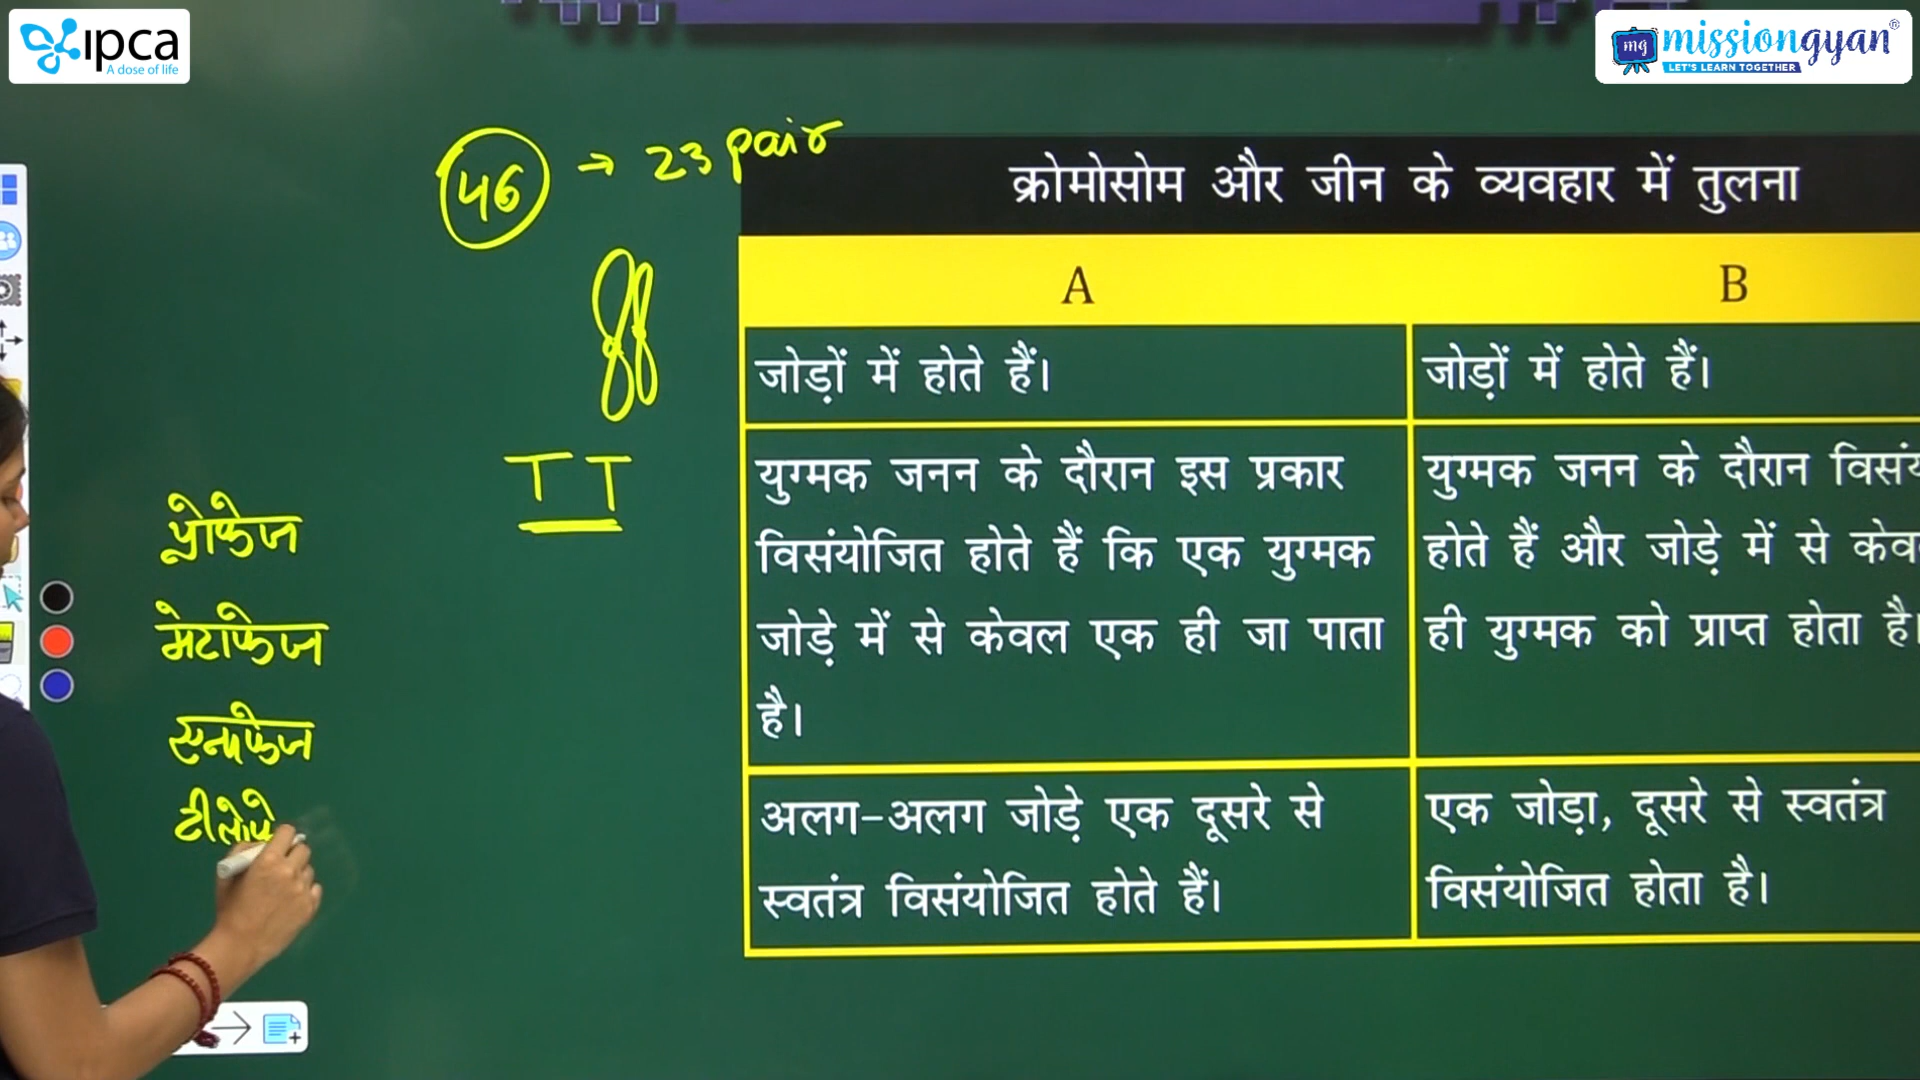 ipca
A dose of life
mg missiongyan®
LET'S LEARN TOGETHER
46 → 23 pair
T T
प्रोफेज
मेटाफेज
एनाफेज
टीलोफे
क्रोमोसोम और जीन के व्यवहार में तुलना
A
B
जोड़ों में होते हैं।
जोड़ों में होते हैं।
युग्मक जनन के दौरान इस प्रकार
विसंयोजित होते हैं कि एक युग्मक
जोड़े में से केवल एक ही जा पाता
है।
युग्मक जनन के दौरान
होते हैं और जोड़े में से
ही युग्मक को प्राप्त होता है।
अलग-अलग जोड़े एक दूसरे से
स्वतंत्र विसंयोजित होते हैं।
एक जोड़ा, दूसरे से स्वतंत्र
विसंयोजित होता है।